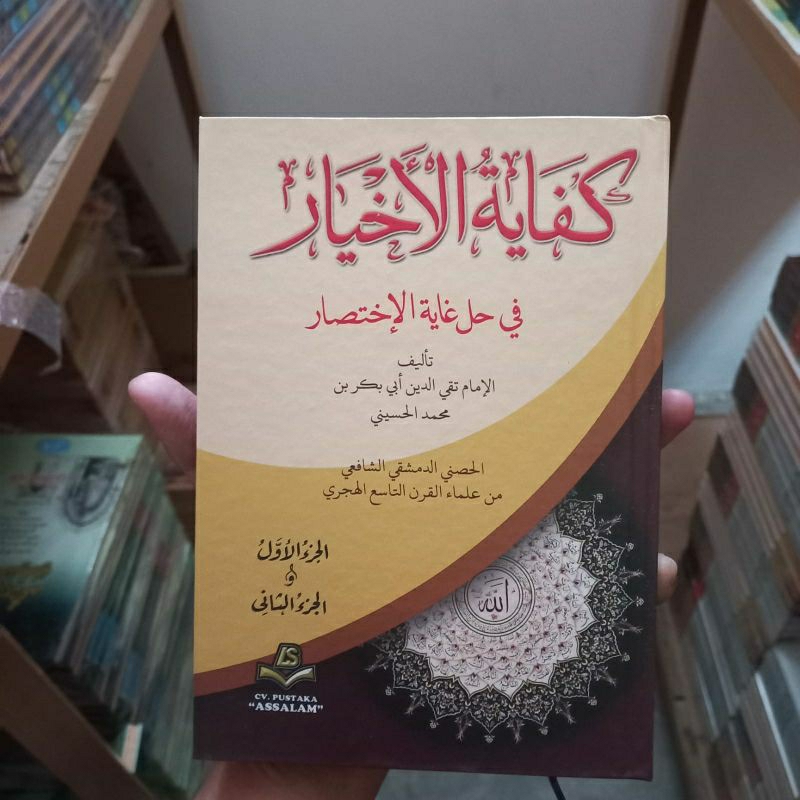 كفاية الأخيار
في حل غاية الإختصار
تأليف
الإمام تقي الدين أبي بكر بن
محمد الحسيني
الحصني الدمشقي الشافعي
من علماء القرن التاسع الهجري
الجزء الأوّل
و
الجزء الثاني
الله
LS
CV. PUSTAKA
"ASSALAM"